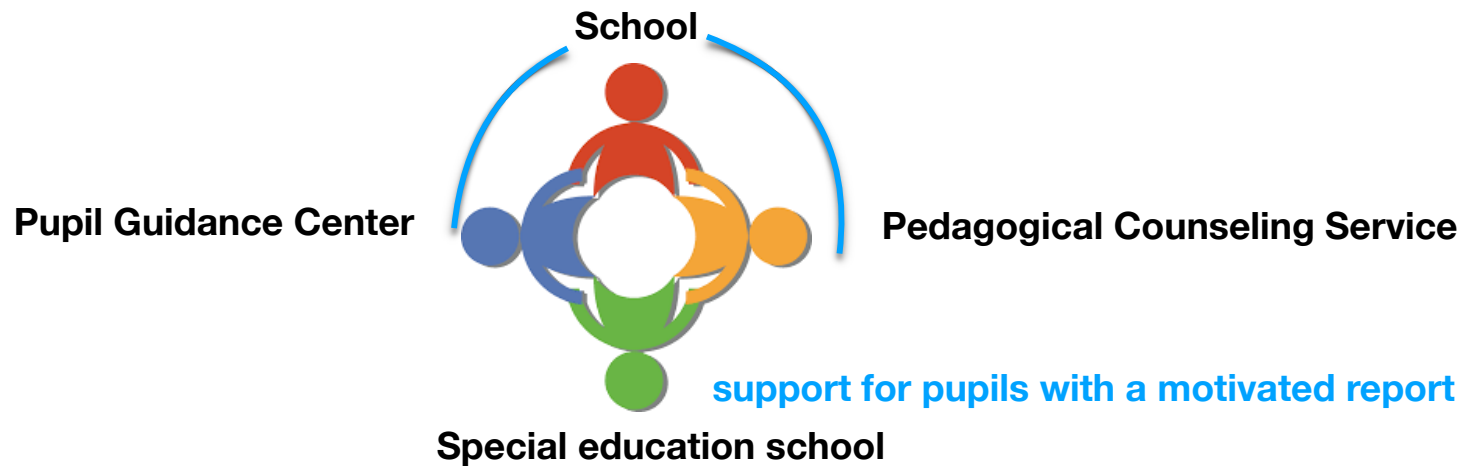 School
Pupil Guidance Center
Pedagogical Counseling Service
support for pupils with a motivated report
Special education school